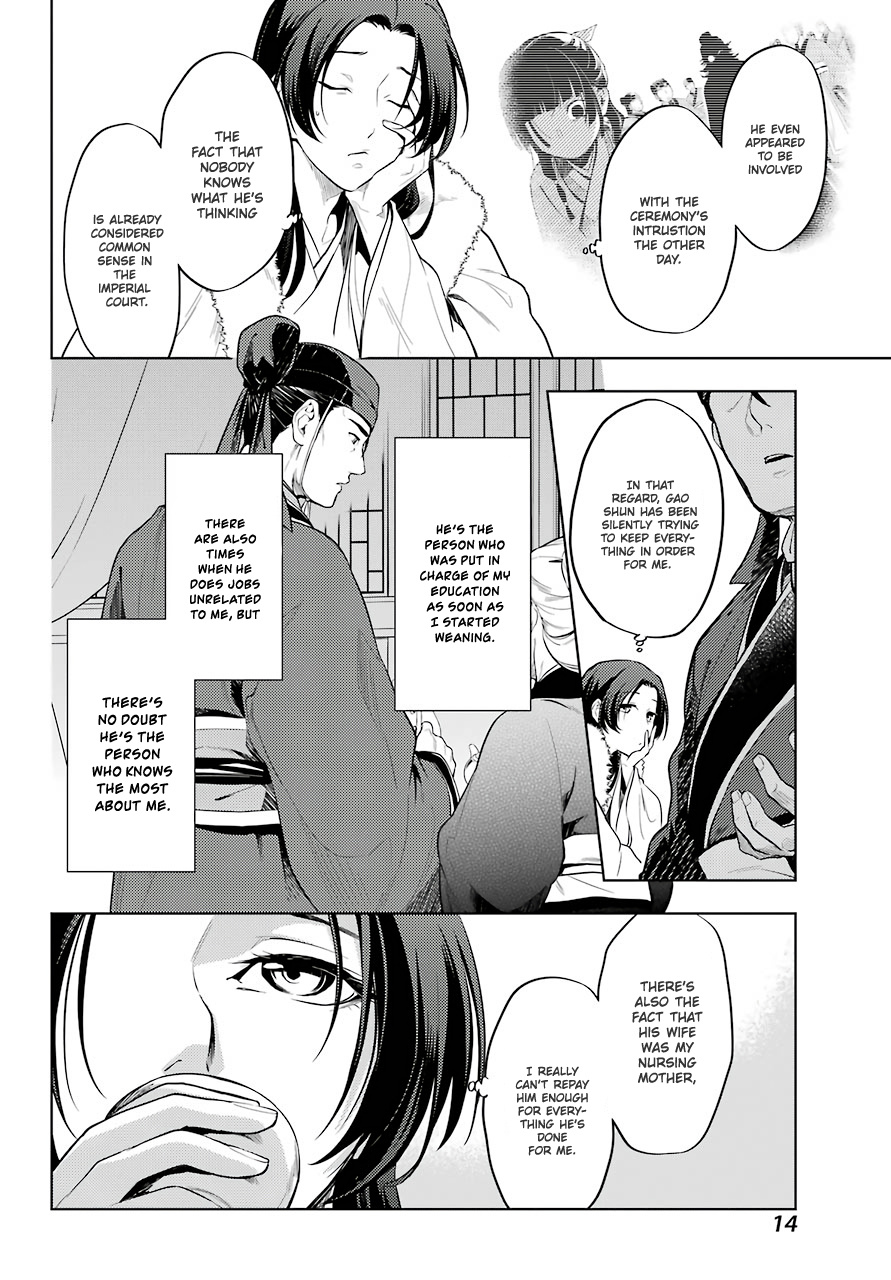 HE EVEN
APPEARED
TO BE
INVOLVED
WITH THE
CEREMONY'S
INTRUSTION
THE OTHER
DAY.
THE
FACT THAT
NOBODY
KNOWS
WHAT HE'S
THINKING
IS ALREADY
CONSIDERED
COMMON
SENSE IN
THE
IMPERIAL
COURT.
IN THAT
REGARD, GAO
SHUN HAS BEEN
SILENTLY TRYING
TO KEEP EVERY-
THING IN ORDER
FOR ME.
HE'S THE
PERSON WHO
WAS PUT IN
CHARGE OF MY
EDUCATION
AS SOON AS
I STARTED
WEANING.
THERE
ARE ALSO
TIMES
WHEN HE
DOES JOBS
UNRELATED
TO ME, BUT
THERE'S
NO DOUBT
HE'S THE
PERSON
WHO KNOWS
THE MOST
ABOUT ME.
THERE'S
ALSO THE
FACT THAT
HIS WIFE
WAS MY
NURSING
MOTHER,
I REALLY
CAN'T REPAY
HIM ENOUGH
FOR EVERY-
THING HE'S
DONE
FOR ME.
14